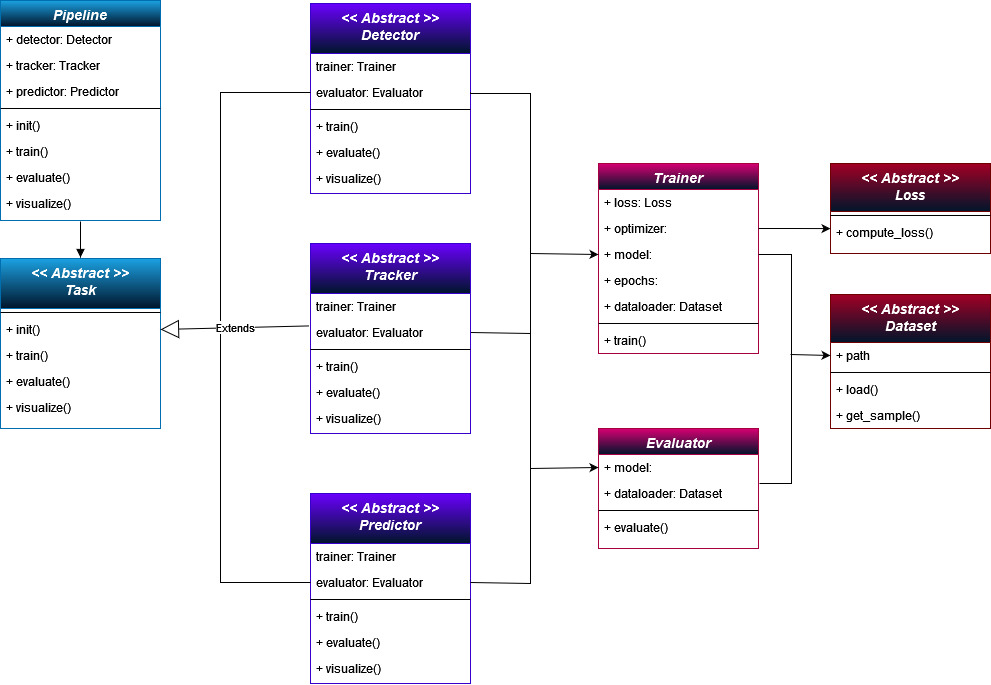 Pipeline
+ detector: Detector
+ tracker: Tracker
+ predictor: Predictor
+ init()
+ train()
+ evaluate()
+ visualize()
<< Abstract >>
Task
+ init()
+ train()
+ evaluate()
+ visualize()
Extends
<< Abstract >>
Detector
trainer: Trainer
evaluator: Evaluator
+ train()
+ evaluate()
+ visualize()
<< Abstract >>
Tracker
trainer: Trainer
evaluator: Evaluator
+ train()
+ evaluate()
+ visualize()
<< Abstract >>
Predictor
trainer: Trainer
evaluator: Evaluator
+ train()
+ evaluate()
+ visualize()
Trainer
+ loss: Loss
+ optimizer:
+ model:
+ epochs:
+ dataloader: Dataset
+ train()
Evaluator
+ model:
+ dataloader: Dataset
+ evaluate()
<< Abstract >>
Loss
+ compute_loss()
<< Abstract >>
Dataset
+ path
+ load()
+ get_sample()